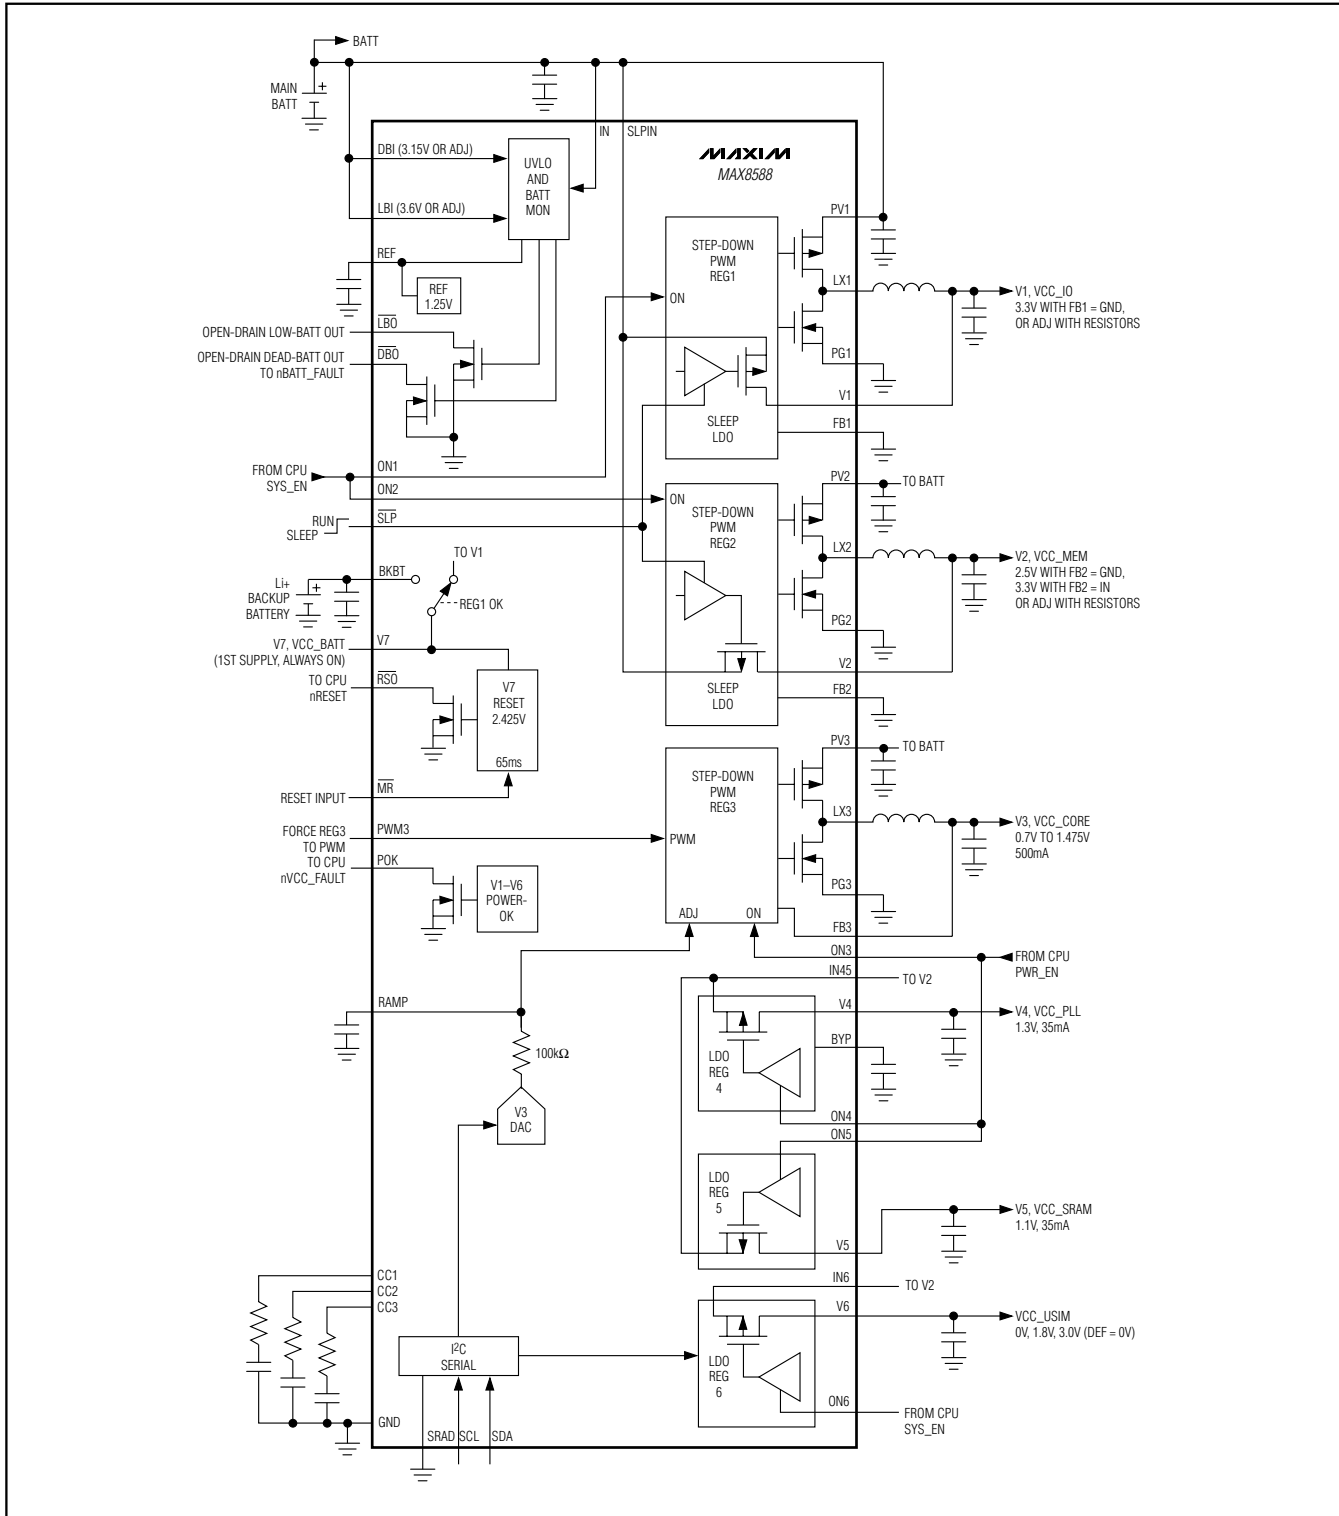 BATT
MAIN
BATT
+
IN
SLPIN
DBI (3.15V OR ADJ)
LBI (3.6V OR ADJ)
UVLO
AND
BATT
MON
MAXIM
MAX8588
REF
REF
1.25V
LBO
OPEN-DRAIN LOW-BATT OUT
DBO
OPEN-DRAIN DEAD-BATT OUT
TO nBATT_FAULT
STEP-DOWN
PWM
REG1
ON
SLEEP
LDO
PV1
LX1
PG1
V1
FB1
V1, VCC_IO
3.3V WITH FB1 = GND,
OR ADJ WITH RESISTORS
FROM CPU
SYS_EN
ON1
ON2
RUN
SLEEP
SLP
ON
STEP-DOWN
PWM
REG2
SLEEP
LDO
PV2
TO BATT
LX2
PG2
V2
FB2
V2, VCC_MEM
2.5V WITH FB2 = GND,
3.3V WITH FB2 = IN
OR ADJ WITH RESISTORS
TO V1
BKBT
Li+
BACKUP
BATTERY
+
REG1 OK
V7, VCC_BATT
(1ST SUPPLY, ALWAYS ON)
V7
TO CPU
nRESET
RSO
V7
RESET
2.425V
65ms
RESET INPUT
MR
FORCE REG3
TO PWM
PWM3
TO CPU
nVCC_FAULT
POK
V1–V6
POWER-
OK
STEP-DOWN
PWM
REG3
PWM
ADJ
ON
PV3
TO BATT
LX3
PG3
FB3
V3, VCC_CORE
0.7V TO 1.475V
500mA
ON3
FROM CPU
PWR_EN
IN45
TO V2
RAMP
100kΩ
V3
DAC
LDO
REG
4
V4
BYP
ON4
V4, VCC_PLL
1.3V, 35mA
ON5
LDO
REG
5
V5
V5, VCC_SRAM
1.1V, 35mA
IN6
TO V2
V6
LDO
REG
6
ON6
VCC_USIM
0V, 1.8V, 3.0V (DEF = 0V)
FROM CPU
SYS_EN
CC1
CC2
CC3
I²C
SERIAL
GND
SRAD
SCL
SDA